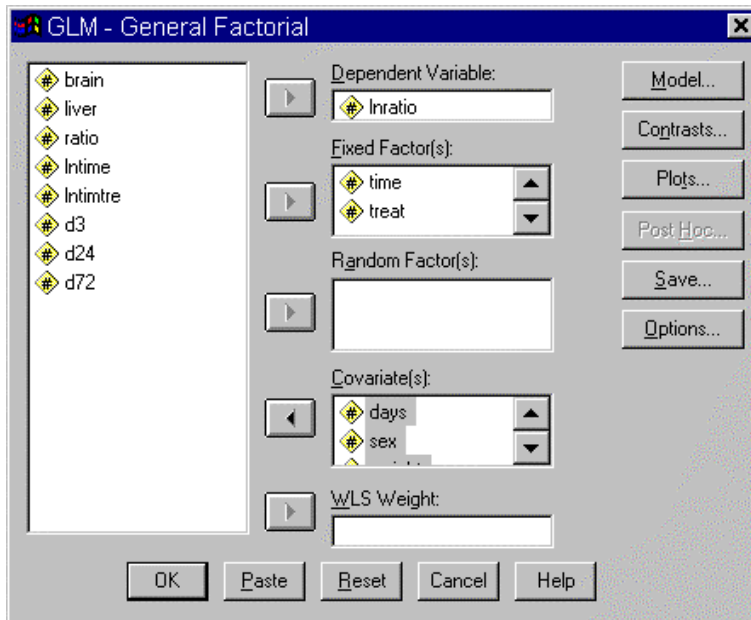 GLM - General Factorial
brain
liver
ratio
lntime
lntimtre
d3
d24
d72
Dependent Variable:
lnratio
Fixed Factor(s):
time
treat
Random Factor(s):
Covariate(s):
days
sex
WLS Weight:
Model...
Contrasts...
Plots...
Post Hoc...
Save...
Options...
OK
Paste
Reset
Cancel
Help